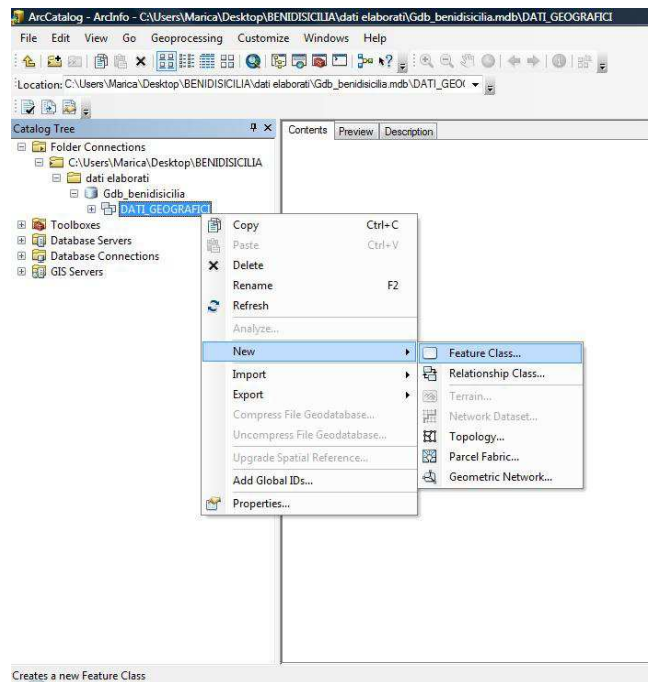 ArcCatalog - ArcInfo - C:\Users\Marica\Desktop\BENIDISICILIA\dati elaborati\Gdb_benidisicilia.mdb\DATI_GEOGRAFICI
File Edit View Go Geoprocessing Customize Windows Help
Location: C:\Users\Marica\Desktop\BENIDISICILIA\dati elaborati\Gdb_benidisicilia.mdb\DATI_GEO
Catalog Tree
Contents Preview Description
Folder Connections
C:\Users\Marica\Desktop\BENIDISICILIA
dati elaborati
Gdb_benidisicilia
DATI_GEOGRAFICI
Toolboxes
Database Servers
Database Connections
GIS Servers
Copy Ctrl+C
Paste Ctrl+V
Delete
Rename F2
Refresh
Analyze...
New
Import
Export
Compress File Geodatabase...
Uncompress File Geodatabase...
Upgrade Spatial Reference...
Add Global IDs...
Properties...
Feature Class...
Relationship Class...
Terrain...
Network Dataset...
Topology...
Parcel Fabric...
Geometric Network...
Creates a new Feature Class